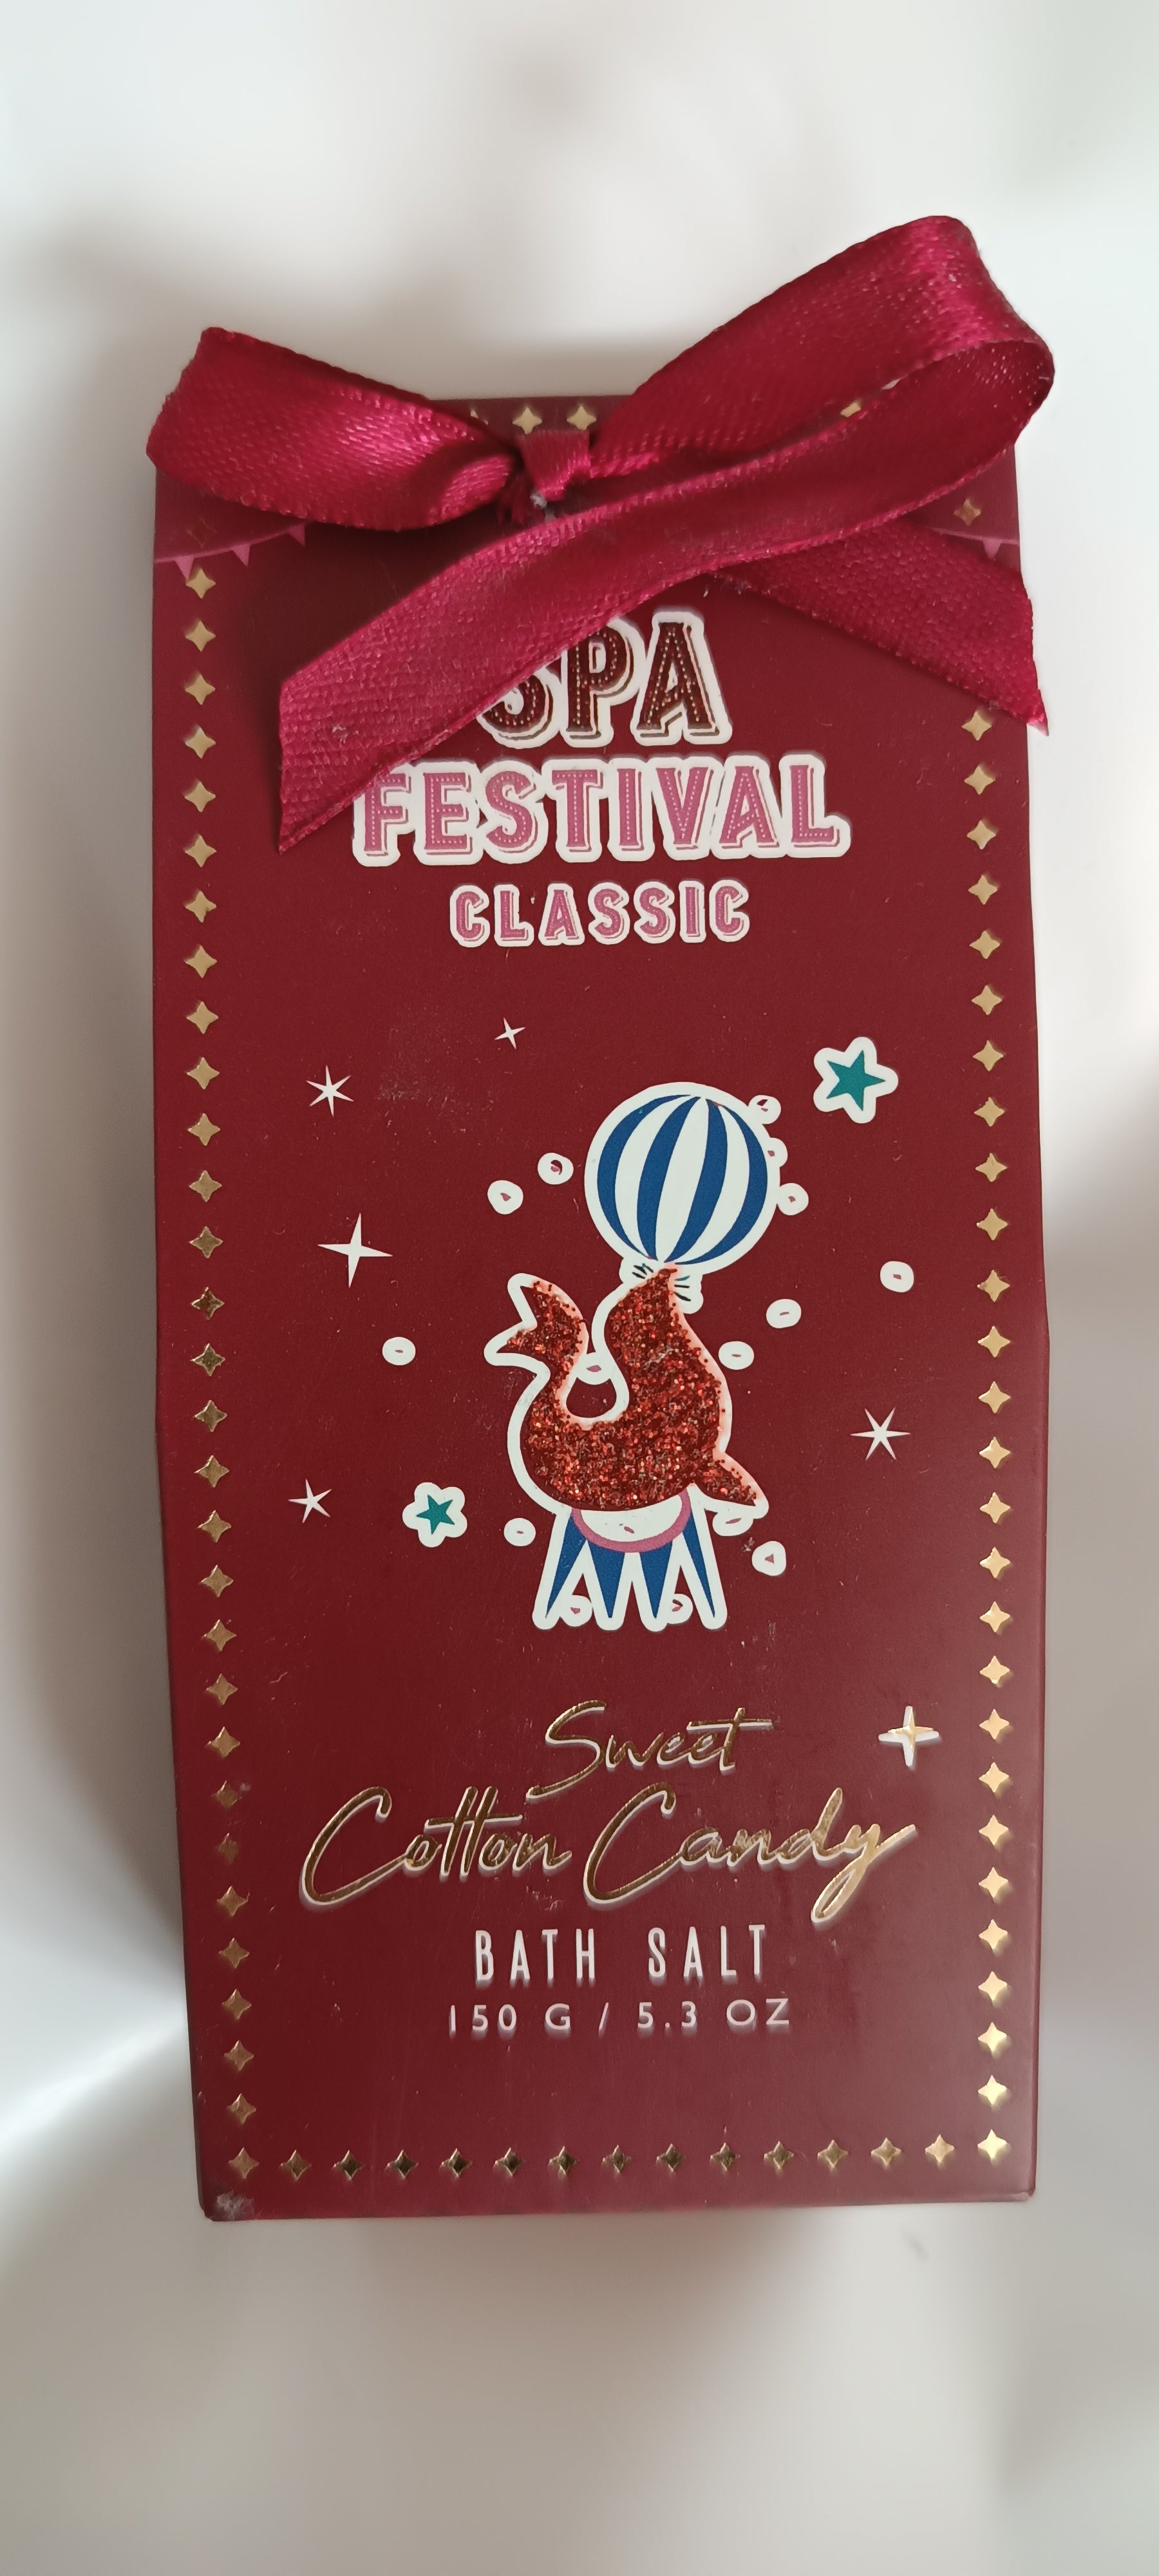 SPA
FESTIVAL
CLASSIC
Sweet
Cotton Candy
BATH SALT
150 G / 5.3 OZ